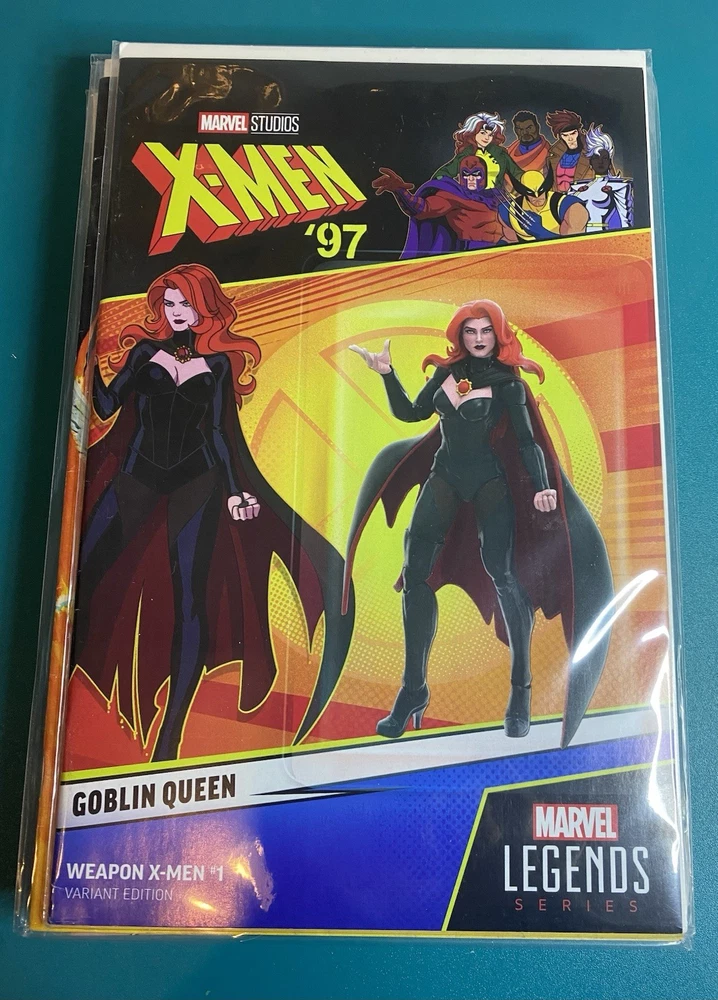 MARVEL STUDIOS
X-MEN
'97
GOBLIN QUEEN
WEAPON X-MEN #1
VARIANT EDITION
MARVEL
LEGENDS
SERIES